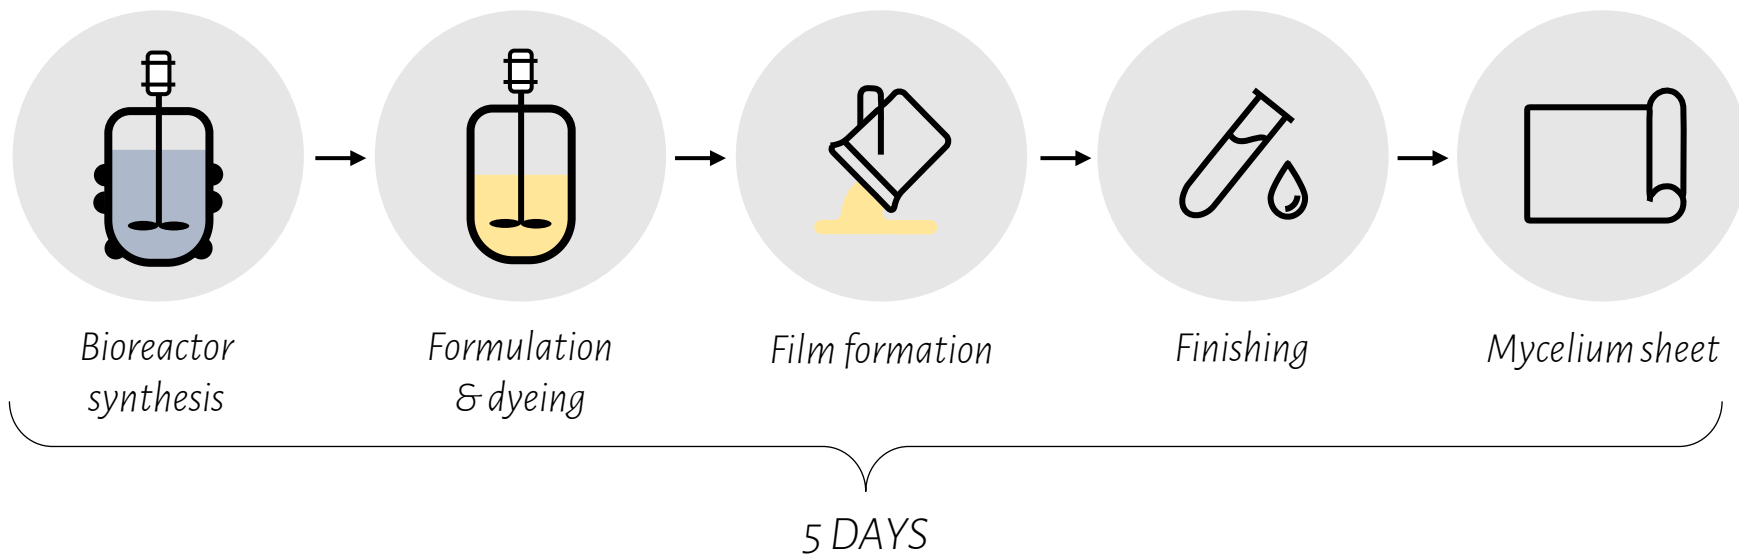 Bioreactor
synthesis
Formulation
& dyeing
Film formation
Finishing
Mycelium sheet
5 DAYS